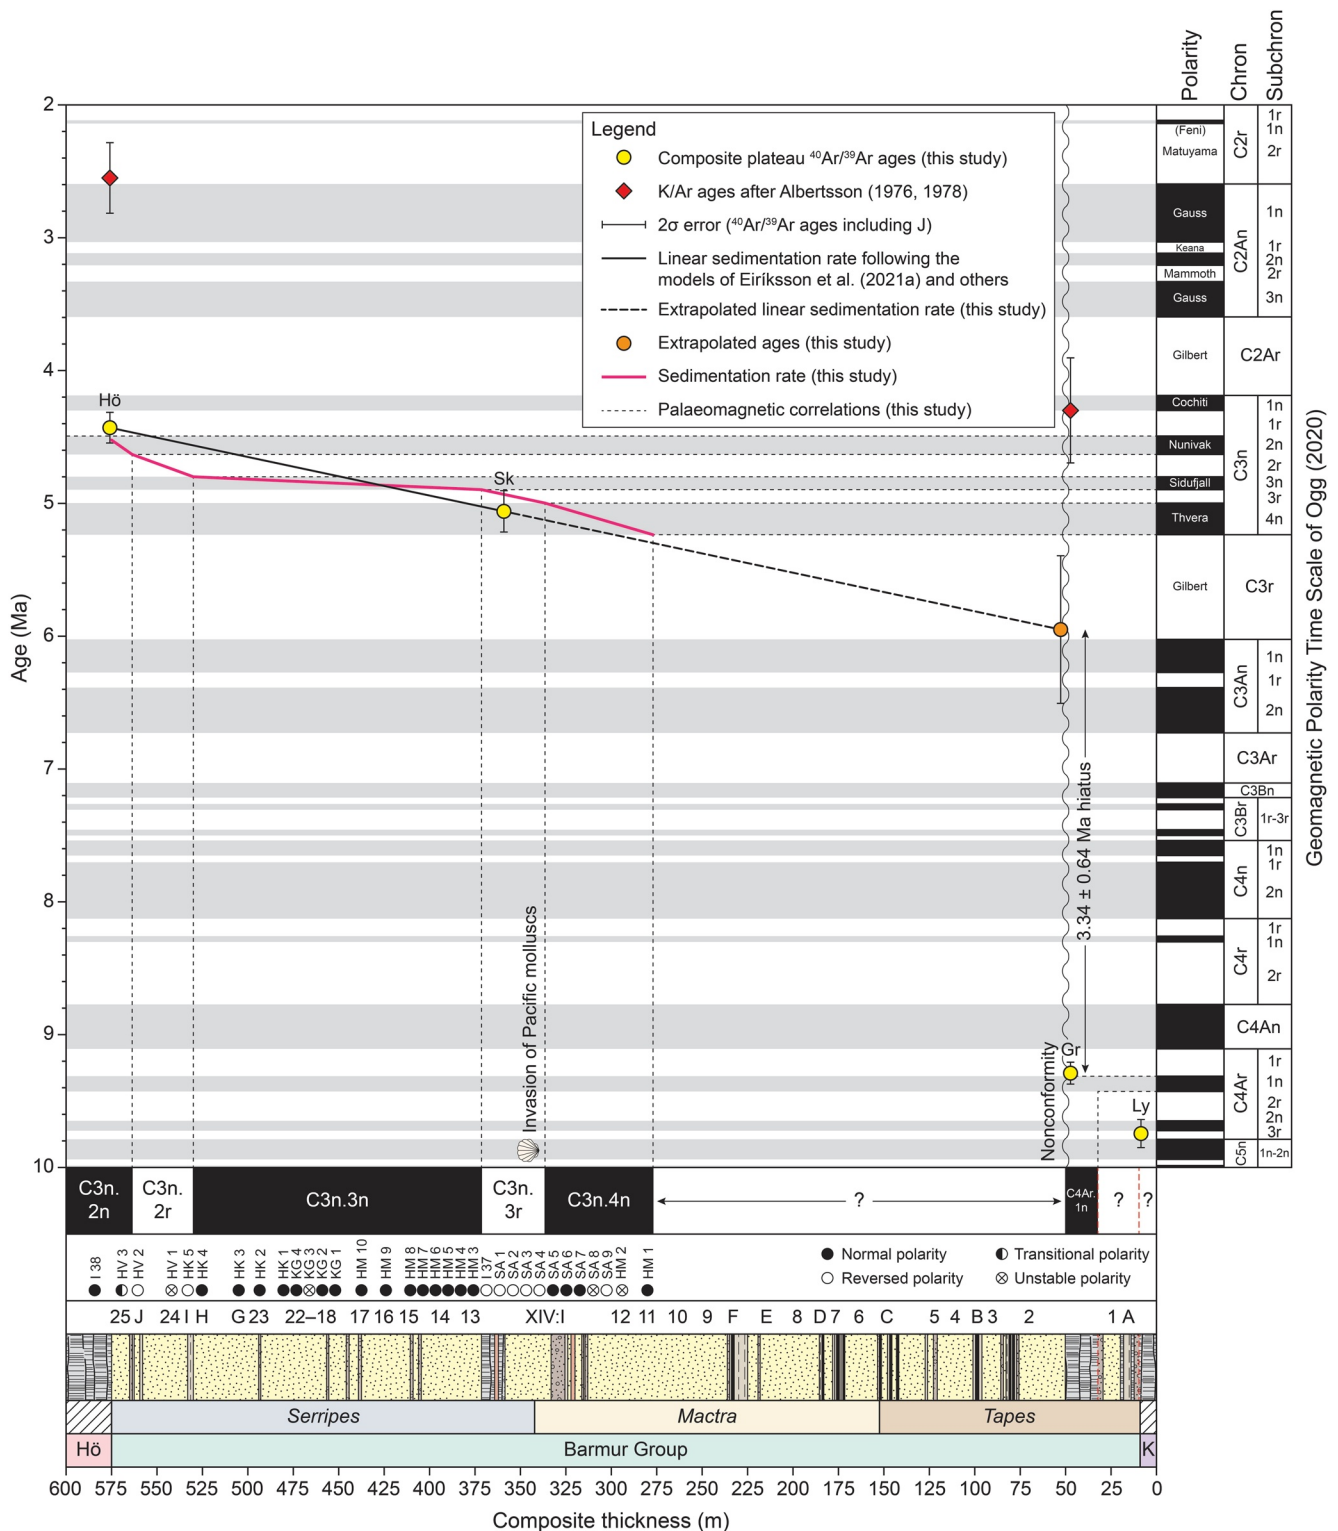 Polarity
Chron
Subchron
Legend
Composite plateau ⁴⁰Ar/³⁹Ar ages (this study)
K/Ar ages after Albertsson (1976, 1978)
2σ error (⁴⁰Ar/³⁹Ar ages including J)
Linear sedimentation rate following the
models of Eiríksson et al. (2021a) and others
Extrapolated linear sedimentation rate (this study)
Extrapolated ages (this study)
Sedimentation rate (this study)
Palaeomagnetic correlations (this study)
Age (Ma)
2
3
4
5
6
7
8
9
10
Hö
Sk
Gr
Ly
Invasion of Pacific molluscs
Nonconformity
3.34 ± 0.64 Ma hiatus
(Feni)
Matuyama
Gauss
Keana
Mammoth
Gauss
Gilbert
Cochiti
Nunivak
Sidufjall
Thvera
Gilbert
C2r
C2An
C2Ar
C3n
C3r
C3An
C3Ar
C3Bn
C3Br
C4n
C4r
C4An
C4Ar
C5n
1r
1n
2r
1n
1r
2n
2r
3n
1n
1r
2n
2r
3n
3r
4n
1n
1r
2n
1r-3r
1n
1r
2n
1r
1n
2r
1r
1n
2r
2n
3r
1n-2n
Geomagnetic Polarity Time Scale of Ogg (2020)
C3n.
2n
C3n.
2r
C3n.3n
C3n.
3r
C3n.4n
?
C4Ar.
1n
?
?
I 38
HV 3
HV 2
HV 1
HK 5
HK 4
HK 3
HK 2
HK 1
KG 4
KG 3
KG 2
KG 1
HM 10
HM 9
HM 8
HM 7
HM 6
HM 5
HM 4
HM 3
I 37
SA 1
SA 2
SA 3
SA 4
SA 5
SA 6
SA 7
SA 8
SA 9
HM 2
HM 1
Normal polarity
Transitional polarity
Reversed polarity
Unstable polarity
25 J 24 I H G 23 22–18 17 16 15 14 13 XIV:I 12 11 10 9 F E 8 D 7 6 C 5 4 B 3 2 1 A
Serripes
Mactra
Tapes
Hö
Barmur Group
K
600 575 550 525 500 475 450 425 400 375 350 325 300 275 250 225 200 175 150 125 100 75 50 25 0
Composite thickness (m)